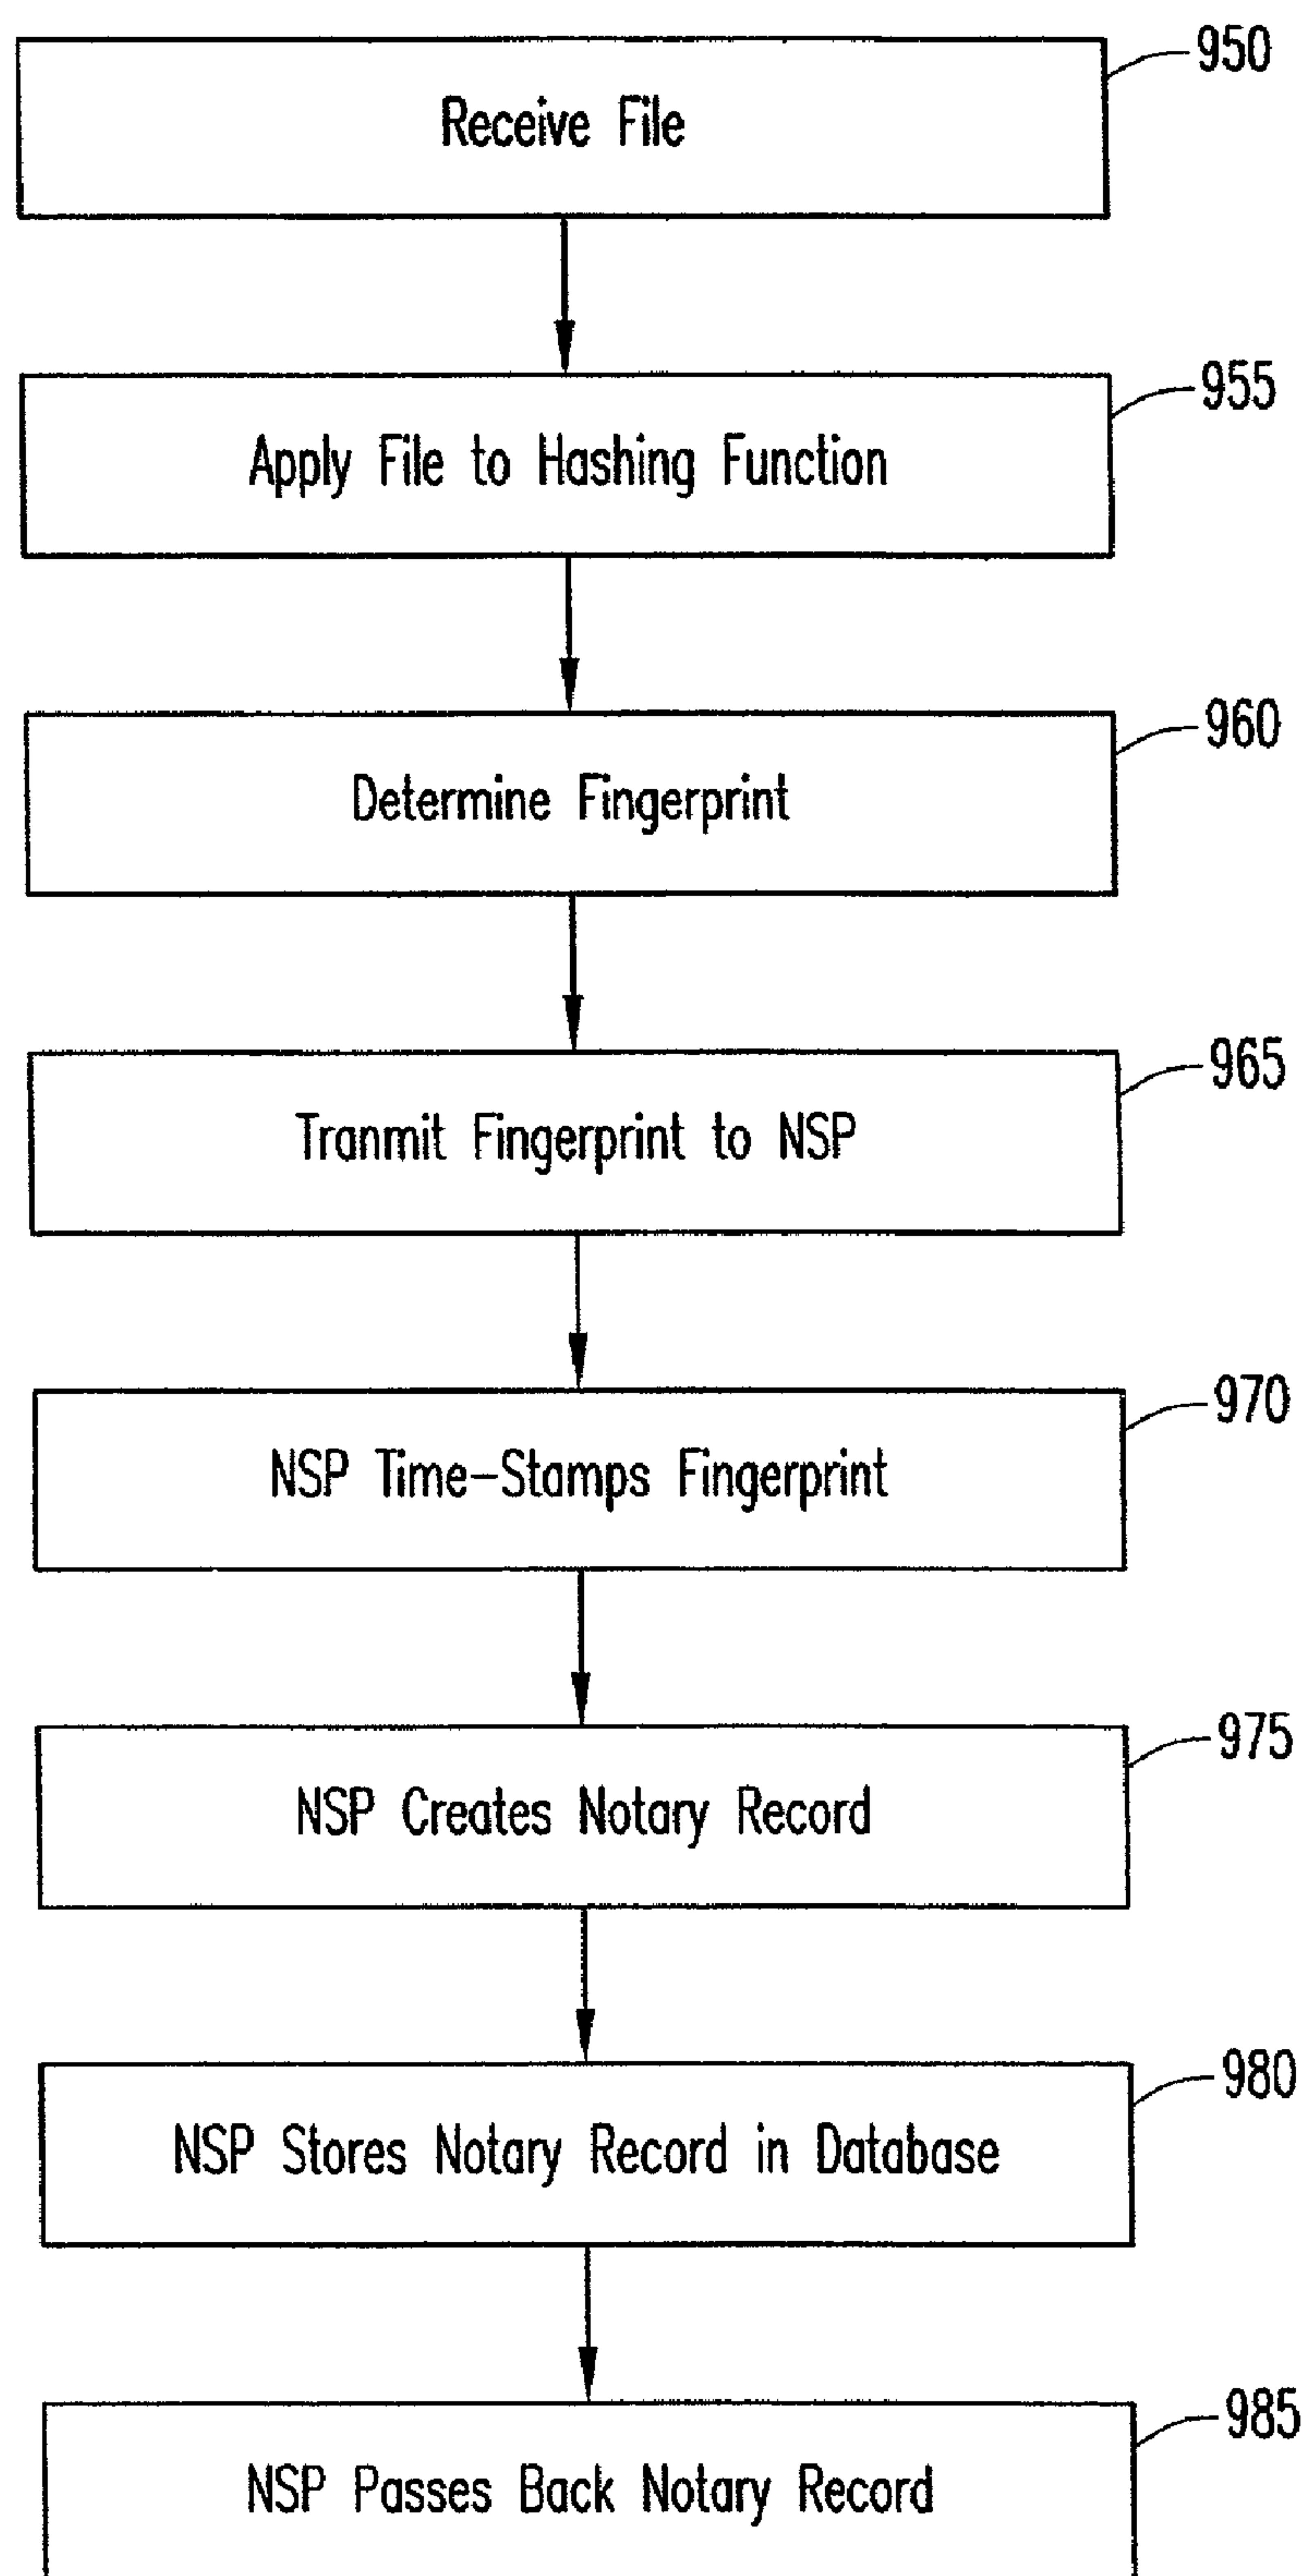 950
Receive File
955
Apply File to Hashing Function
960
Determine Fingerprint
965
Tranmit Fingerprint to NSP
970
NSP Time-Stamps Fingerprint
975
NSP Creates Notary Record
980
NSP Stores Notary Record in Database
985
NSP Passes Back Notary Record